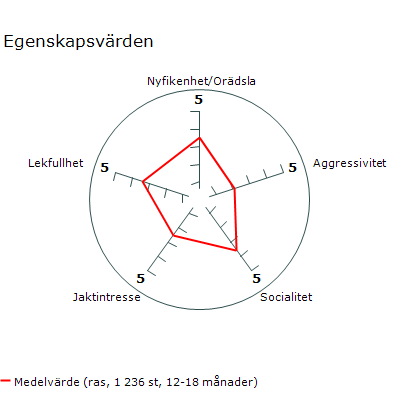 Egenskapsvärden
Nyfikenhet/Orädsla
5
Lekfullhet
5
5
Aggressivitet
5
5
Jaktintresse
Socialitet
Medelvärde (ras, 1 236 st, 12-18 månader)